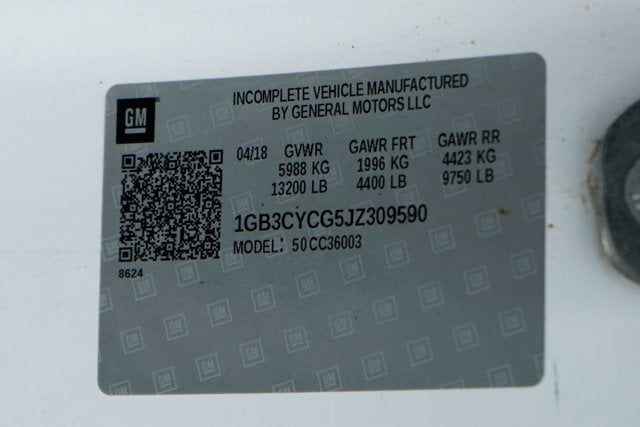 INCOMPLETE VEHICLE MANUFACTURED
BY GENERAL MOTORS LLC
GM
04/18 GVWR GAWR FRT GAWR RR
5988 KG 1996 KG 4423 KG
13200 LB 4400 LB 9750 LB
1GB3CYCG5JZ309590
MODEL: 50CC36003
8624